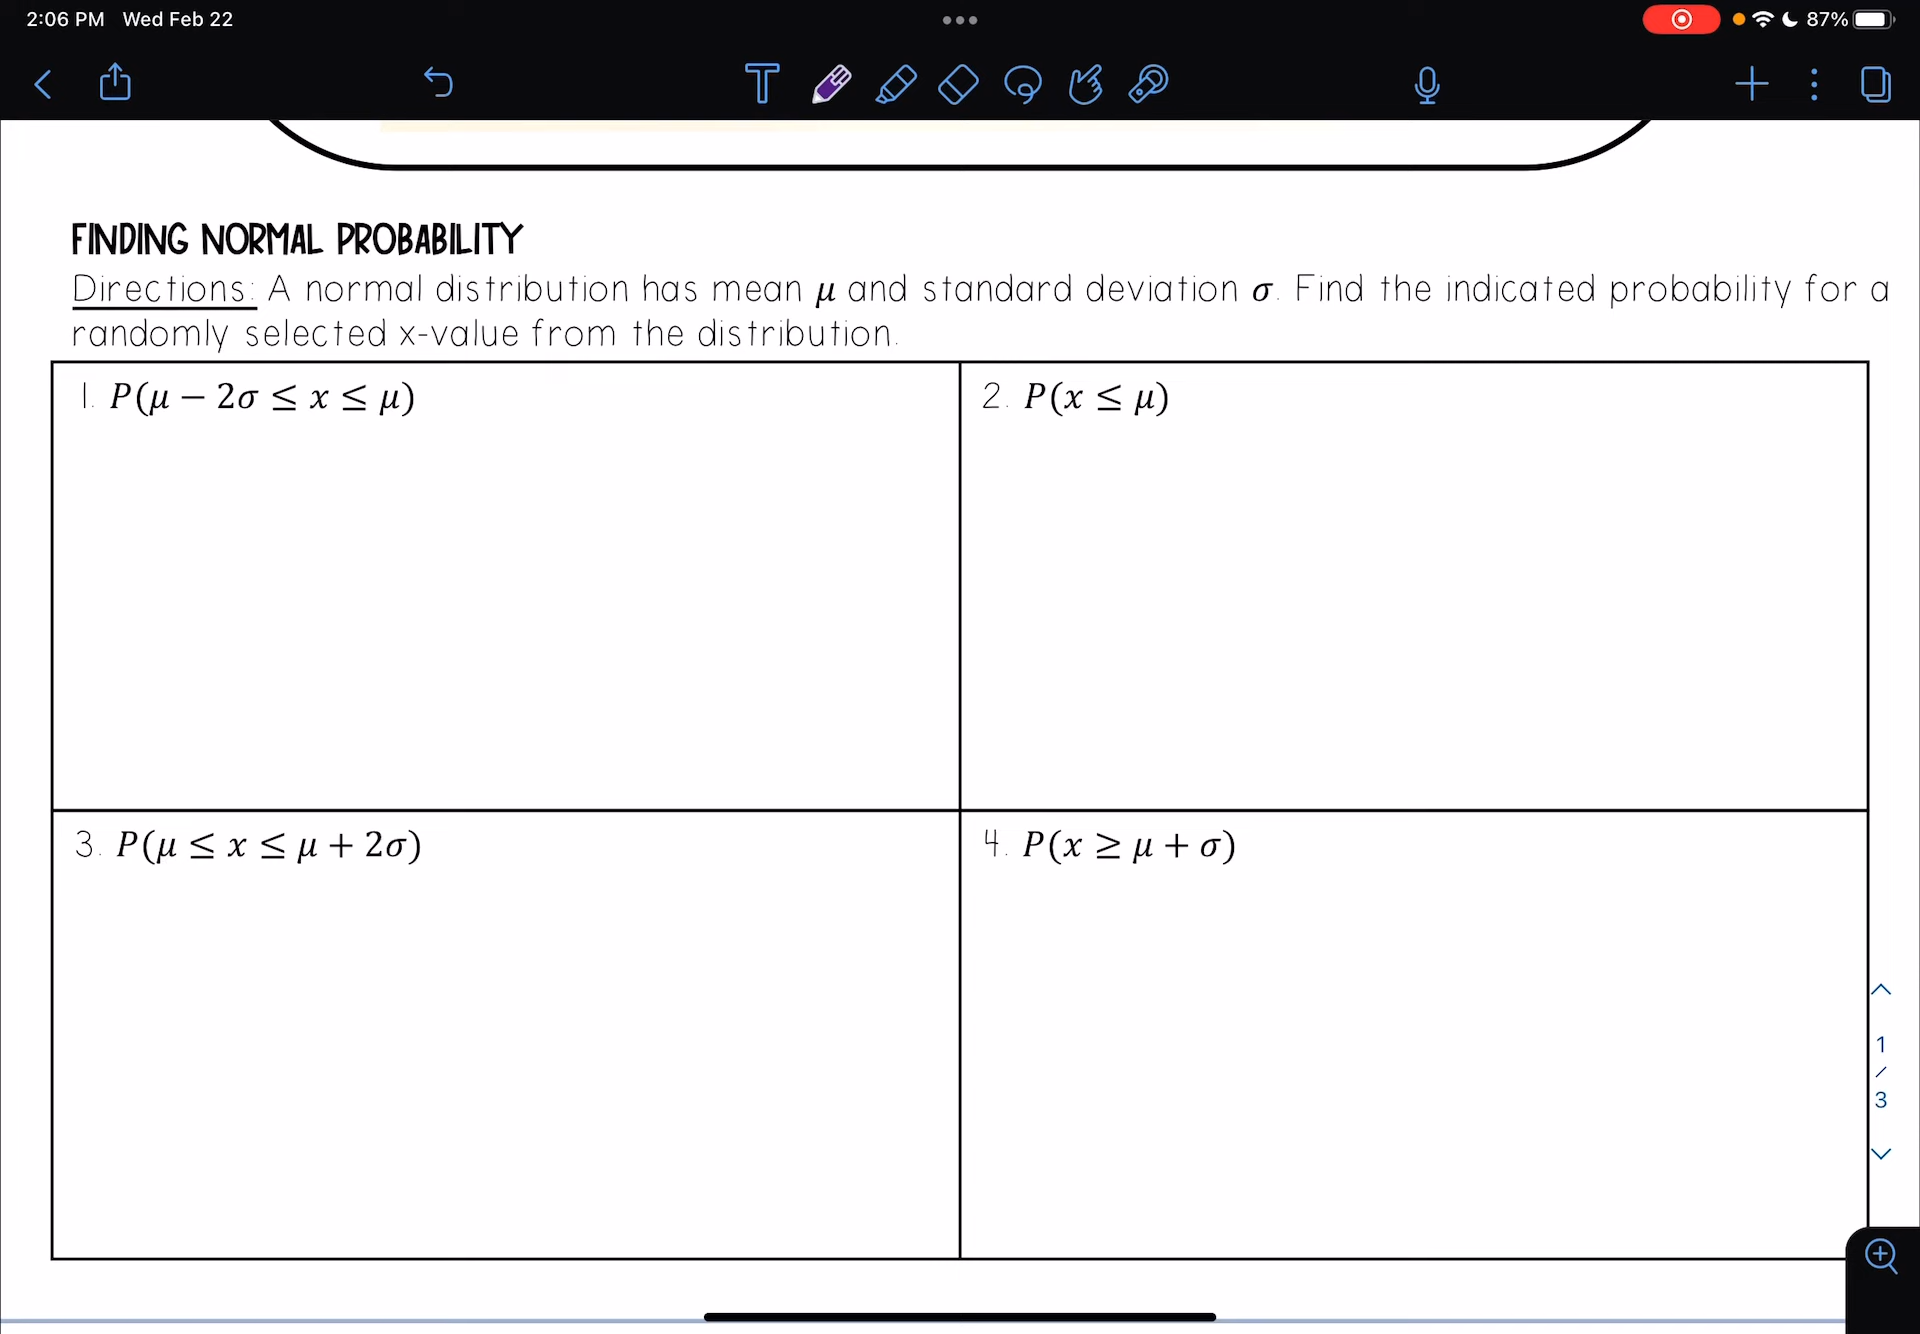 2:06 PM Wed Feb 22
87%
FINDING NORMAL PROBABILITY
Directions: A normal distribution has mean μ and standard deviation σ. Find the indicated probability for a
randomly selected x-value from the distribution.
1. P(μ − 2σ ≤ x ≤ μ)
2. P(x ≤ μ)
3. P(μ ≤ x ≤ μ + 2σ)
4. P(x ≥ μ + σ)
1
/
3